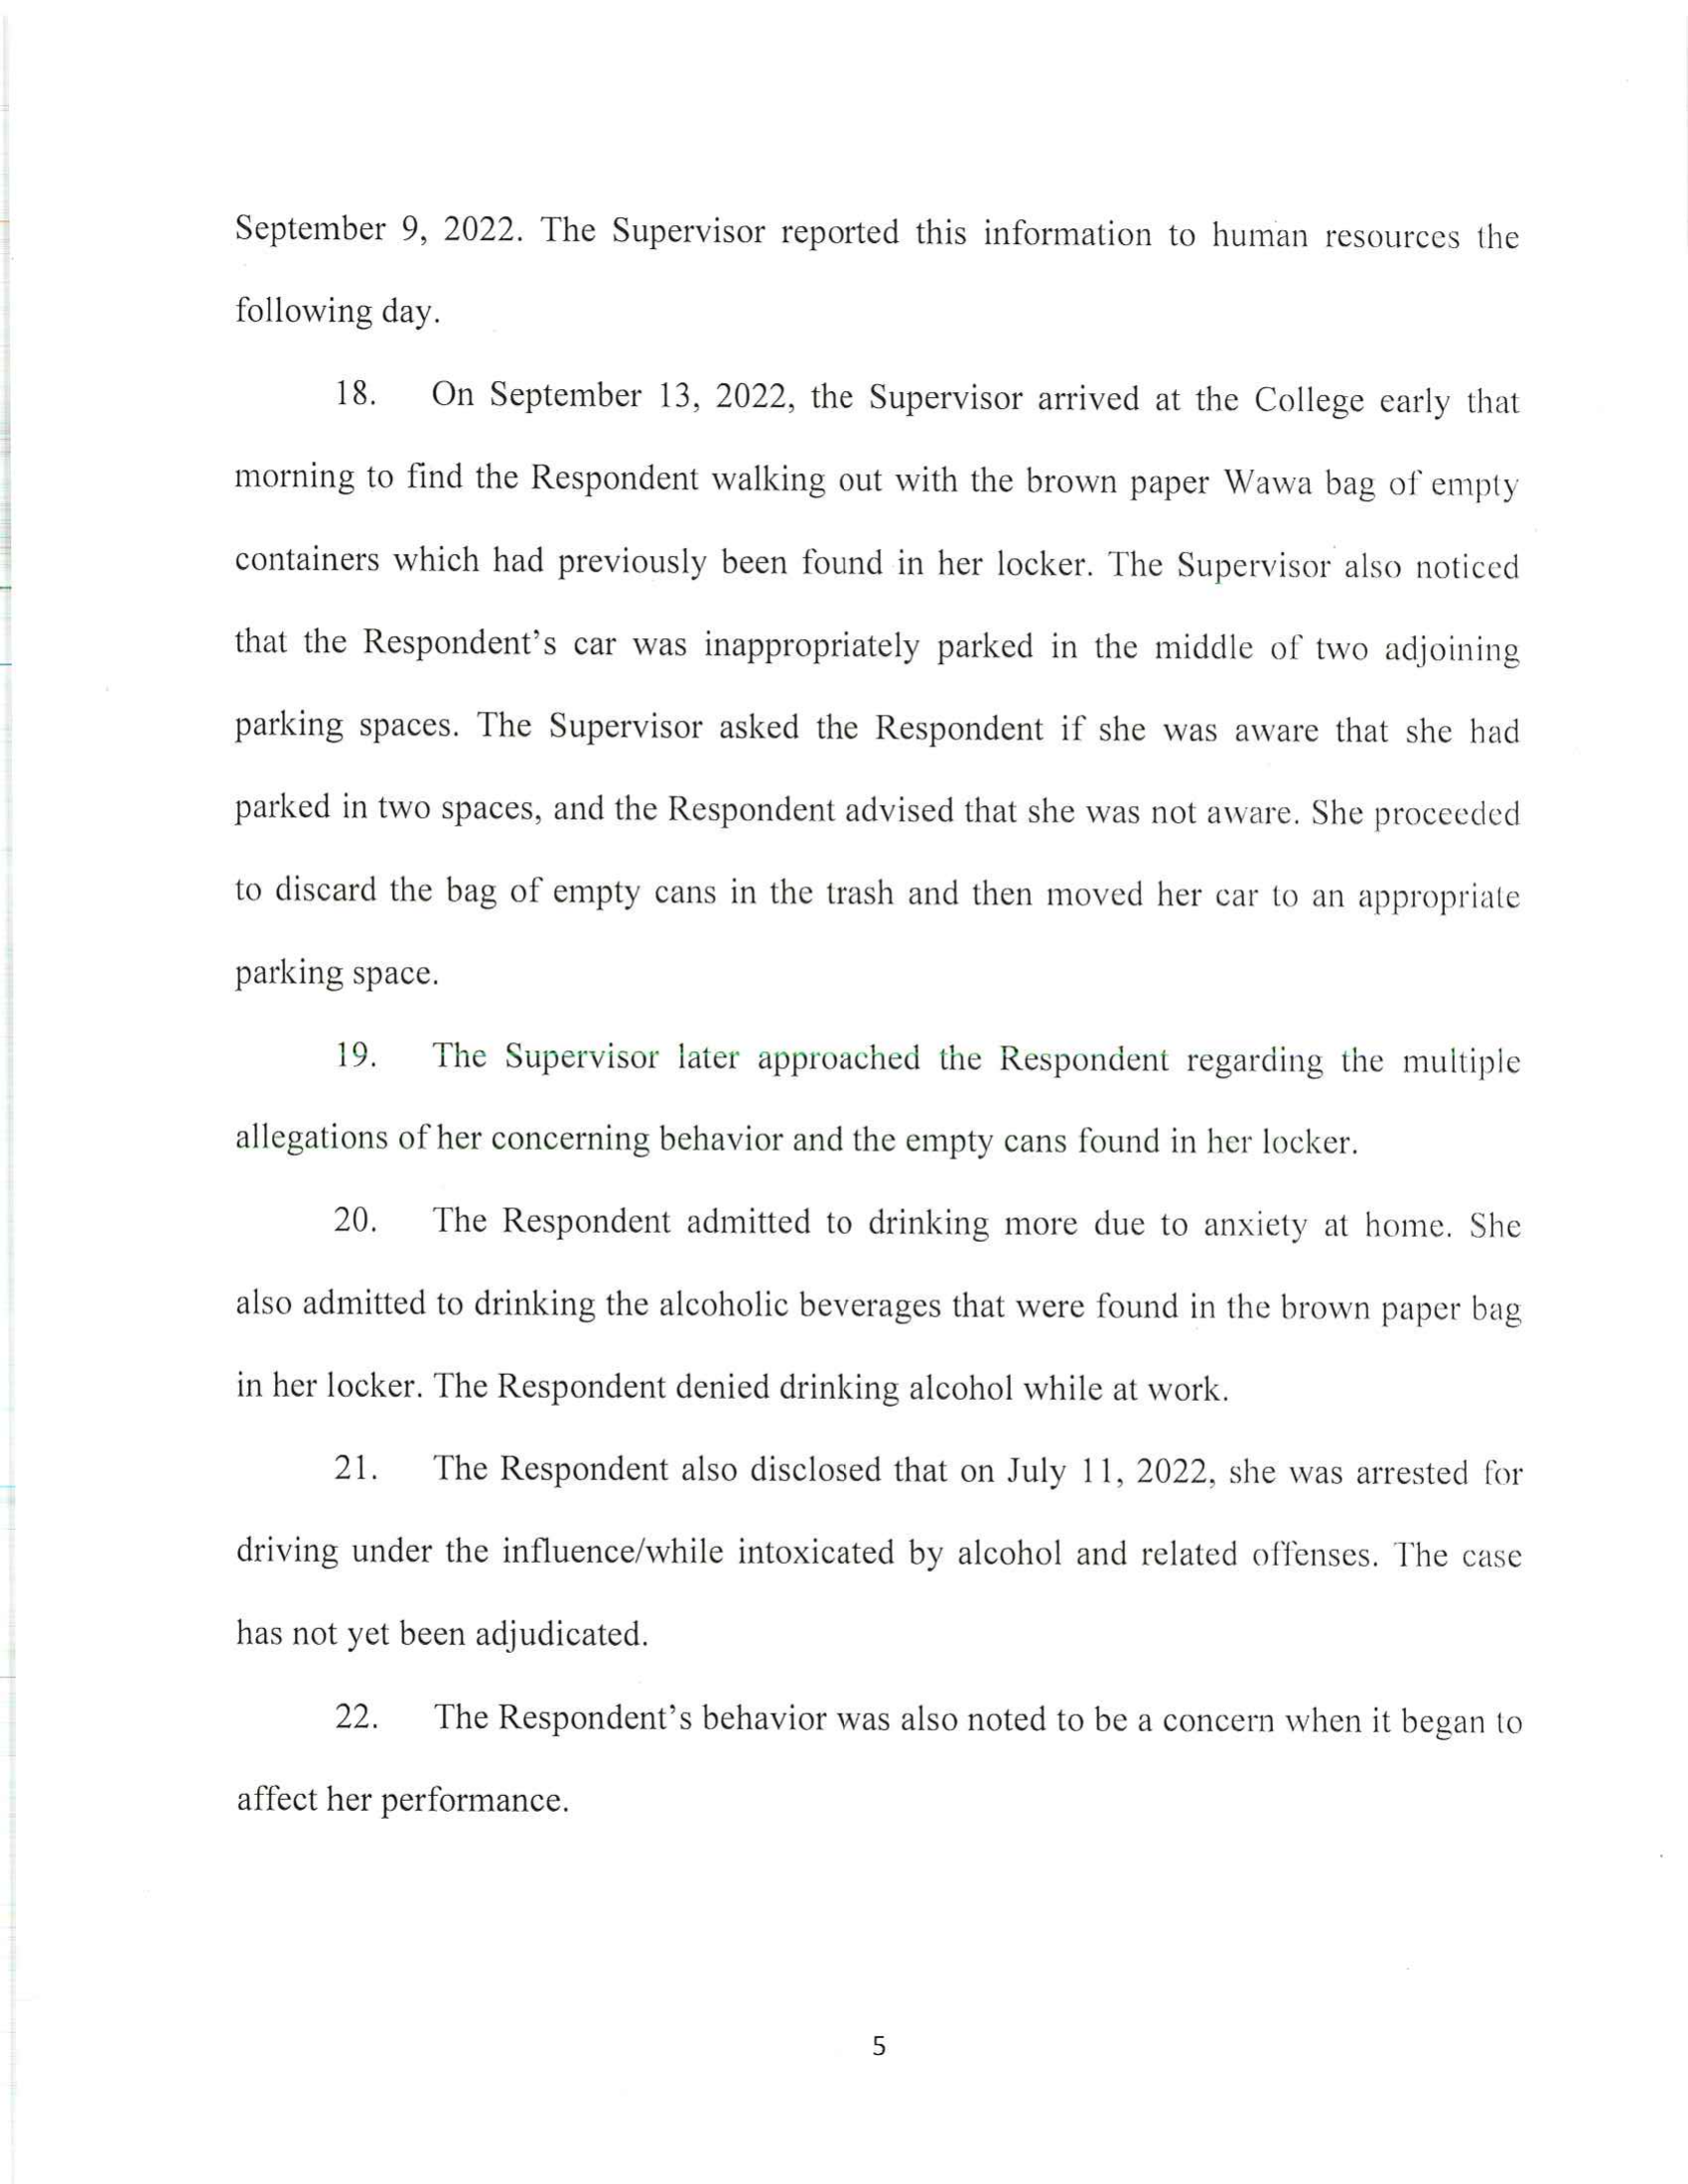 September 9, 2022. The Supervisor reported this information to human resources the
following day.
18. On September 13, 2022, the Supervisor arrived at the College early that
morning to find the Respondent walking out with the brown paper Wawa bag of empty
containers which had previously been found in her locker. The Supervisor also noticed
that the Respondent’s car was inappropriately parked in the middle of two adjoining
parking spaces. The Supervisor asked the Respondent if she was aware that she had
parked in two spaces, and the Respondent advised that she was not aware. She proceeded
to discard the bag of empty cans in the trash and then moved her car to an appropriate
parking space.
19. The Supervisor later approached the Respondent regarding the multiple
allegations of her concerning behavior and the empty cans found in her locker.
20. The Respondent admitted to drinking more due to anxiety at home. She
also admitted to drinking the alcoholic beverages that were found in the brown paper bag
in her locker. The Respondent denied drinking alcohol while at work.
21. The Respondent also disclosed that on July 11, 2022, she was arrested for
driving under the influence/while intoxicated by alcohol and related offenses. The case
has not yet been adjudicated.
22. The Respondent’s behavior was also noted to be a concern when it began to
affect her performance.
5